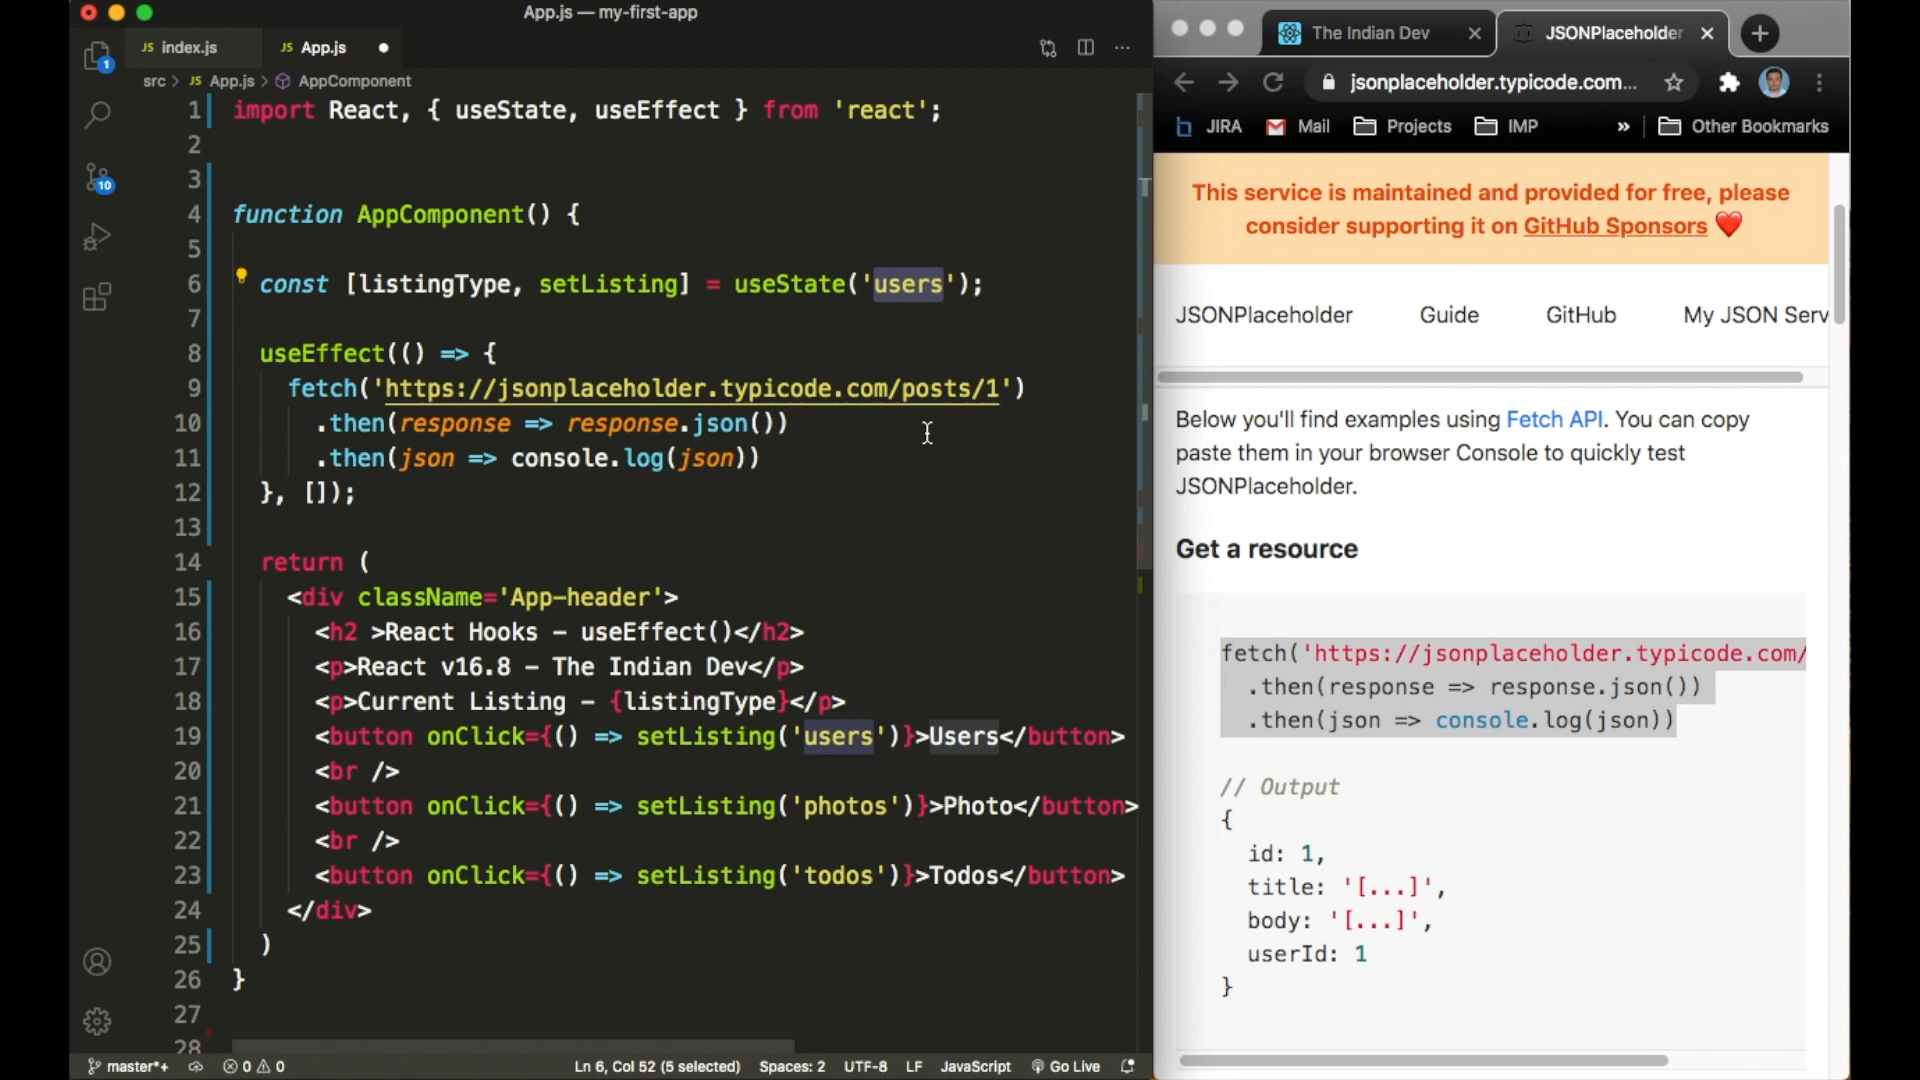 App.js — my-first-app
JS index.js
JS App.js
src > JS App.js > AppComponent
1 import React, { useState, useEffect } from 'react';
2
3
4 function AppComponent() {
5
6 const [listingType, setListing] = useState('users');
7
8 useEffect(() => {
9 fetch('https://jsonplaceholder.typicode.com/posts/1')
10 .then(response => response.json())
11 .then(json => console.log(json))
12 }, []);
13
14 return (
15 <div className='App-header'>
16 <h2 >React Hooks - useEffect()</h2>
17 <p>React v16.8 - The Indian Dev</p>
18 <p>Current Listing - {listingType}</p>
19 <button onClick={() => setListing('users')}>Users</button>
20 <br />
21 <button onClick={() => setListing('photos')}>Photo</button>
22 <br />
23 <button onClick={() => setListing('todos')}>Todos</button>
24 </div>
25 )
26 }
27
28
1
10
master*+ 0 0 Ln 6, Col 52 (5 selected) Spaces: 2 UTF-8 LF JavaScript Go Live
The Indian Dev
JSONPlaceholder
jsonplaceholder.typicode.com...
JIRA Mail Projects IMP » Other Bookmarks
This service is maintained and provided for free, please
consider supporting it on GitHub Sponsors ❤️
JSONPlaceholder Guide GitHub My JSON Serv
Below you'll find examples using Fetch API. You can copy
paste them in your browser Console to quickly test
JSONPlaceholder.
Get a resource
fetch('https://jsonplaceholder.typicode.com/
.then(response => response.json())
.then(json => console.log(json))
// Output
{
id: 1,
title: '[...]',
body: '[...]',
userId: 1
}